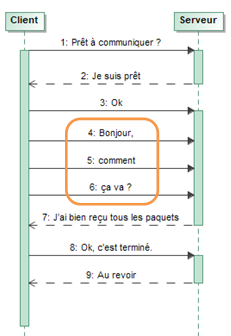 Client Serveur
1: Prêt à communiquer ?
2: Je suis prêt
3: Ok
4: Bonjour,
5: comment
6: ça va ?
7: J'ai bien reçu tous les paquets
8: Ok, c'est terminé.
9: Au revoir